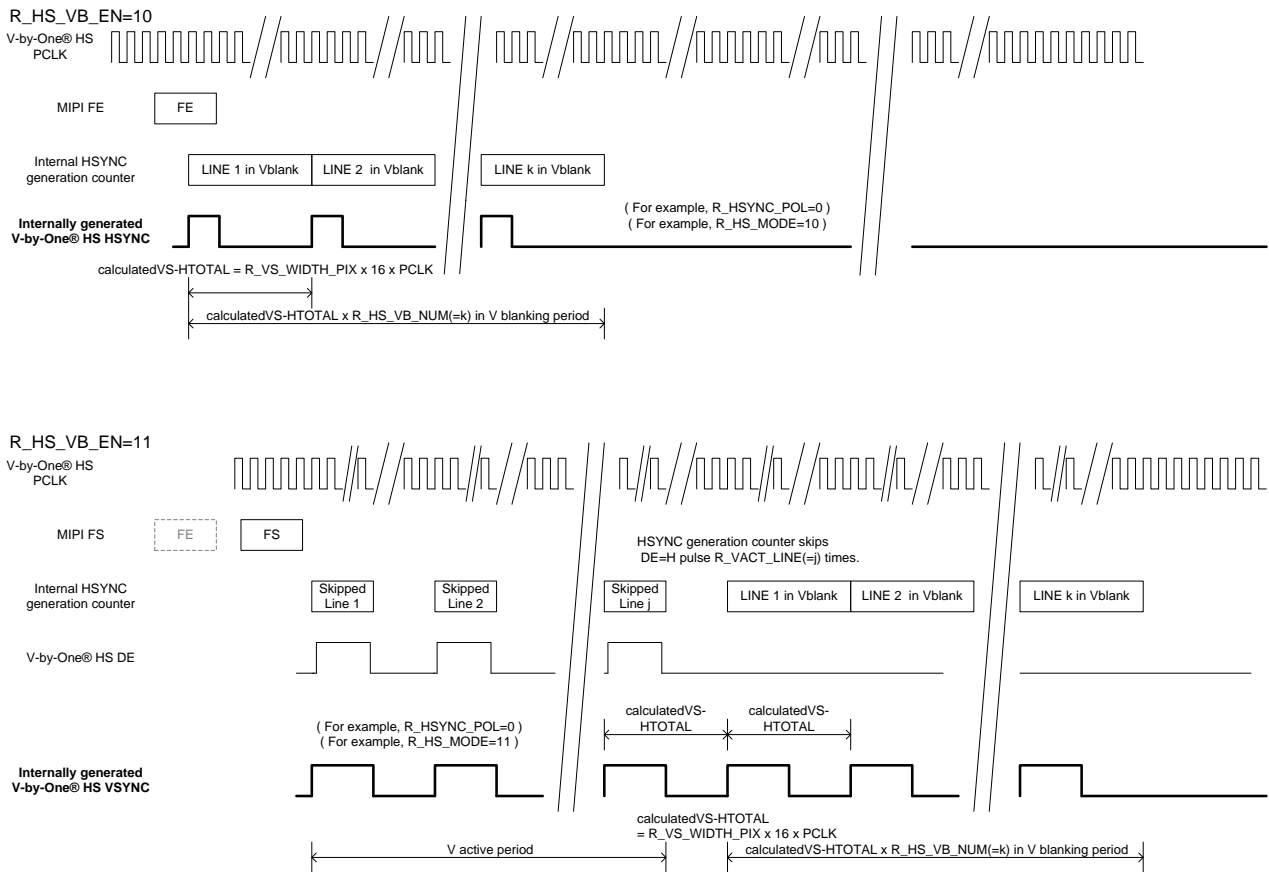 R_HS_VB_EN=10
V-by-One® HS
PCLK
MIPI FE
FE
Internal HSYNC
generation counter
LINE 1 in Vblank
LINE 2 in Vblank
LINE k in Vblank
Internally generated
V-by-One® HS HSYNC
( For example, R_HSYNC_POL=0 )
( For example, R_HS_MODE=10 )
calculatedVS-HTOTAL = R_VS_WIDTH_PIX x 16 x PCLK
calculatedVS-HTOTAL x R_HS_VB_NUM(=k) in V blanking period
R_HS_VB_EN=11
V-by-One® HS
PCLK
MIPI FS
FE
FS
HSYNC generation counter skips
DE=H pulse R_VACT_LINE(=j) times.
Internal HSYNC
generation counter
Skipped
Line 1
Skipped
Line 2
Skipped
Line j
LINE 1 in Vblank
LINE 2 in Vblank
LINE k in Vblank
V-by-One® HS DE
calculatedVS-
HTOTAL
calculatedVS-
HTOTAL
( For example, R_HSYNC_POL=0 )
( For example, R_HS_MODE=11 )
Internally generated
V-by-One® HS VSYNC
calculatedVS-HTOTAL
= R_VS_WIDTH_PIX x 16 x PCLK
V active period
calculatedVS-HTOTAL x R_HS_VB_NUM(=k) in V blanking period